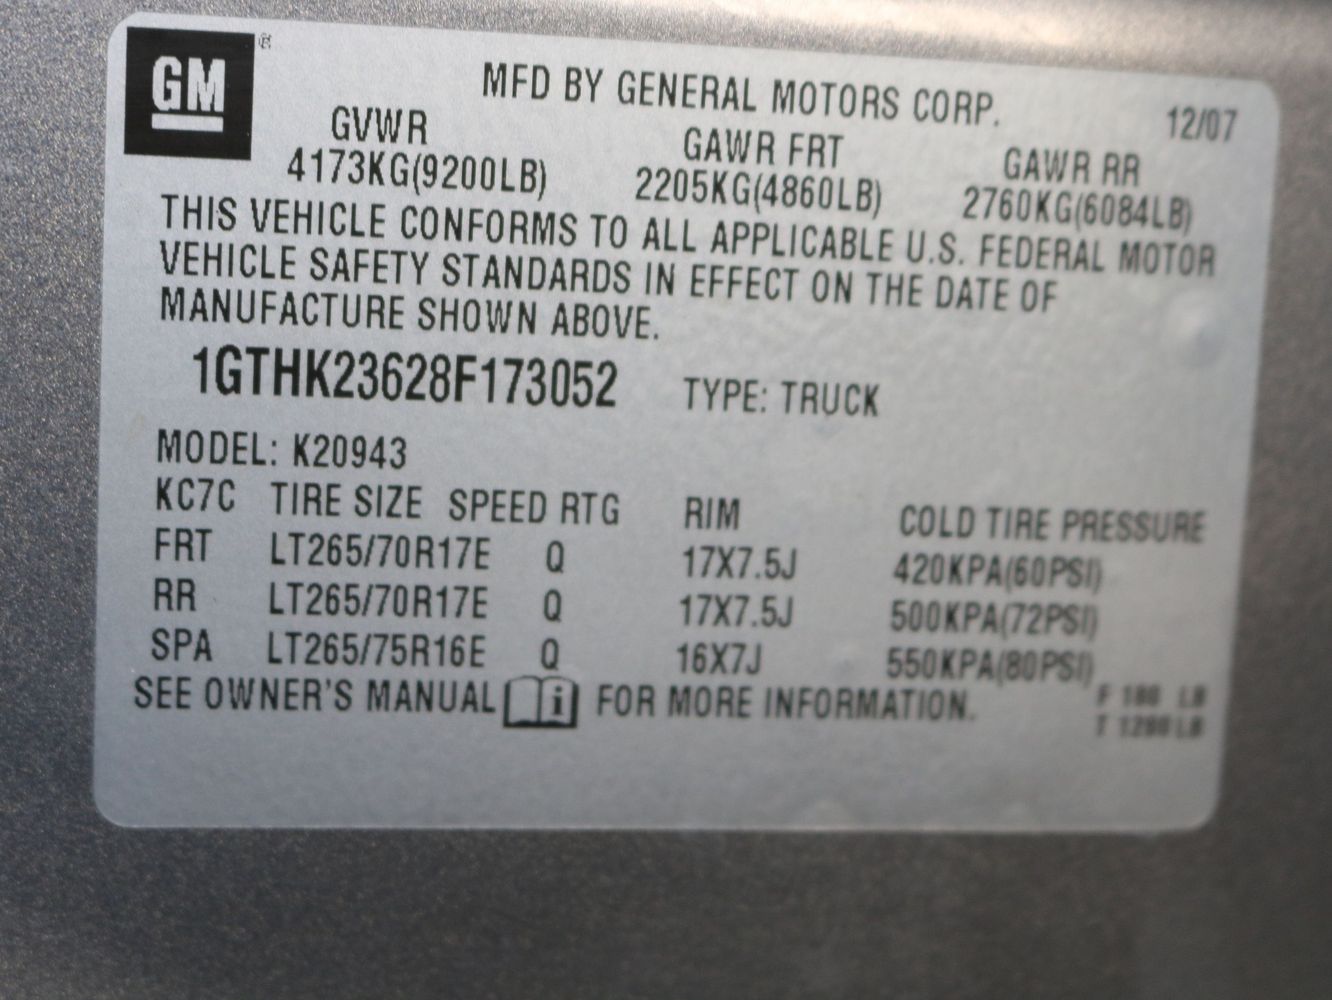 GM ®
MFD BY GENERAL MOTORS CORP.
12/07
GVWR GAWR FRT GAWR RR
4173KG(9200LB) 2205KG(4860LB) 2760KG(6084LB)
THIS VEHICLE CONFORMS TO ALL APPLICABLE U.S. FEDERAL MOTOR
VEHICLE SAFETY STANDARDS IN EFFECT ON THE DATE OF
MANUFACTURE SHOWN ABOVE.
1GTHK23628F173052 TYPE: TRUCK
MODEL: K20943
KC7C TIRE SIZE SPEED RTG RIM COLD TIRE PRESSURE
FRT LT265/70R17E Q 17X7.5J 420KPA(60PSI)
RR LT265/70R17E Q 17X7.5J 500KPA(72PSI)
SPA LT265/75R16E Q 16X7J 550KPA(80PSI)
SEE OWNER'S MANUAL i FOR MORE INFORMATION.
F LB
T LB